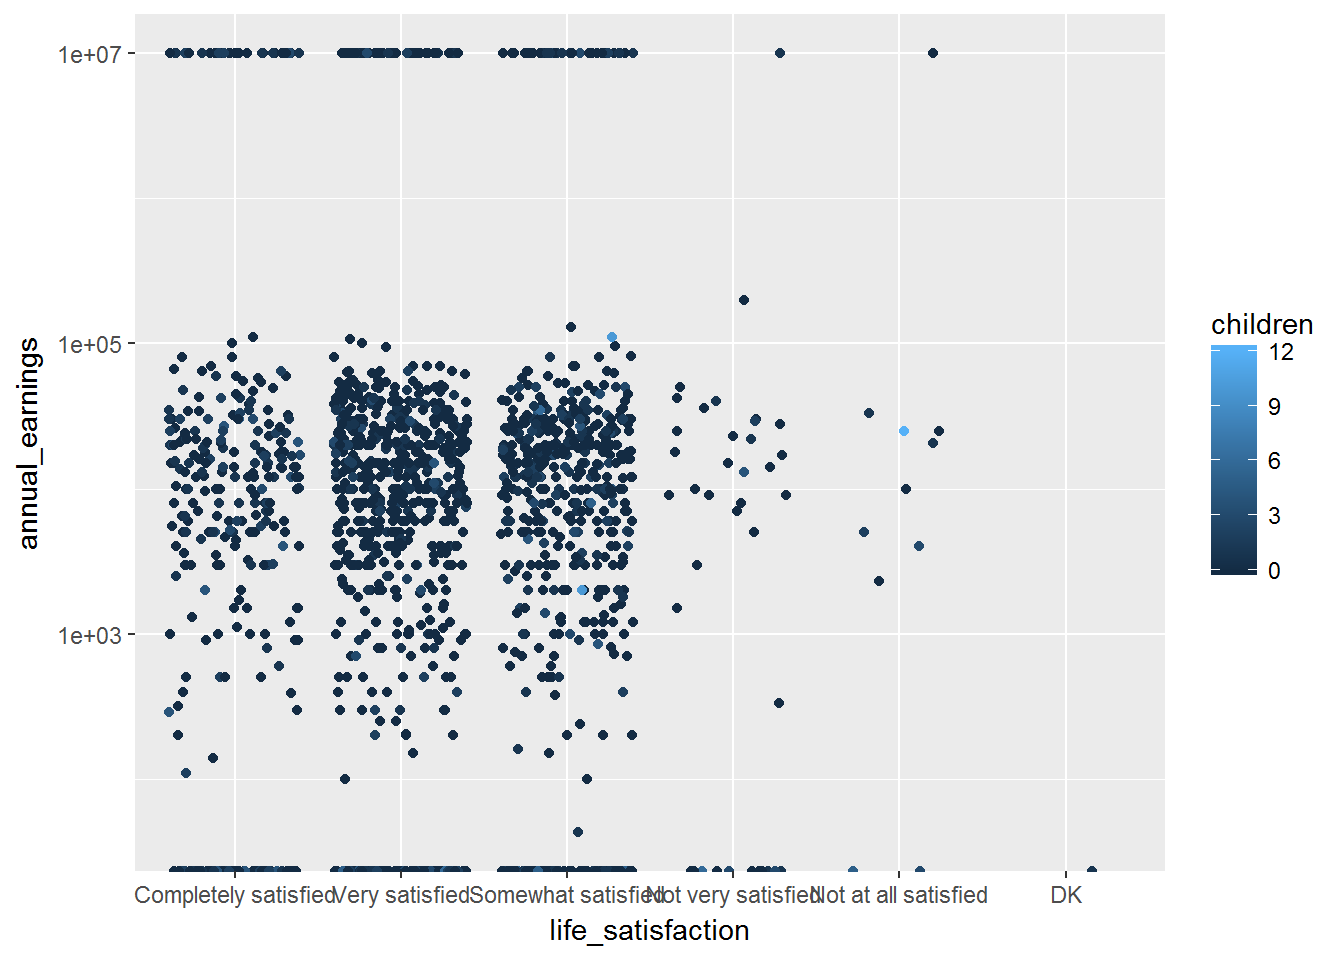 1e+07
1e+05
1e+03
annual_earnings
Completely satisfied
Very satisfied
Somewhat satisfied
Not very satisfied
Not at all satisfied
DK
life_satisfaction
children
12
9
6
3
0